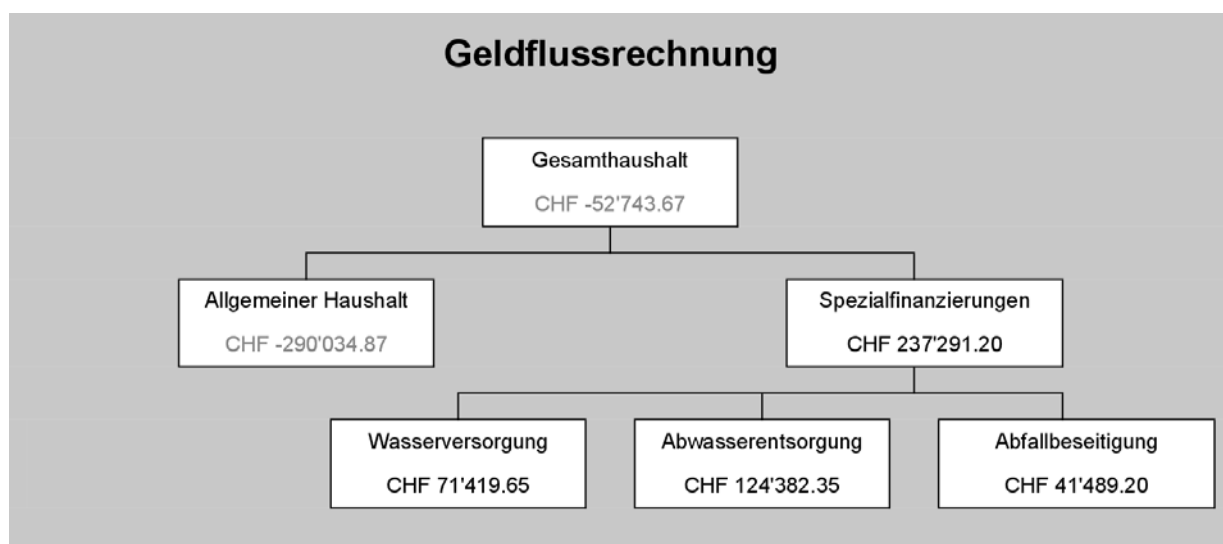 Geldflussrechnung
Gesamthaushalt
CHF -52'743.67
Allgemeiner Haushalt
CHF -290'034.87
Spezialfinanzierungen
CHF 237'291.20
Wasserversorgung
CHF 71'419.65
Abwasserentsorgung
CHF 124'382.35
Abfallbeseitigung
CHF 41'489.20